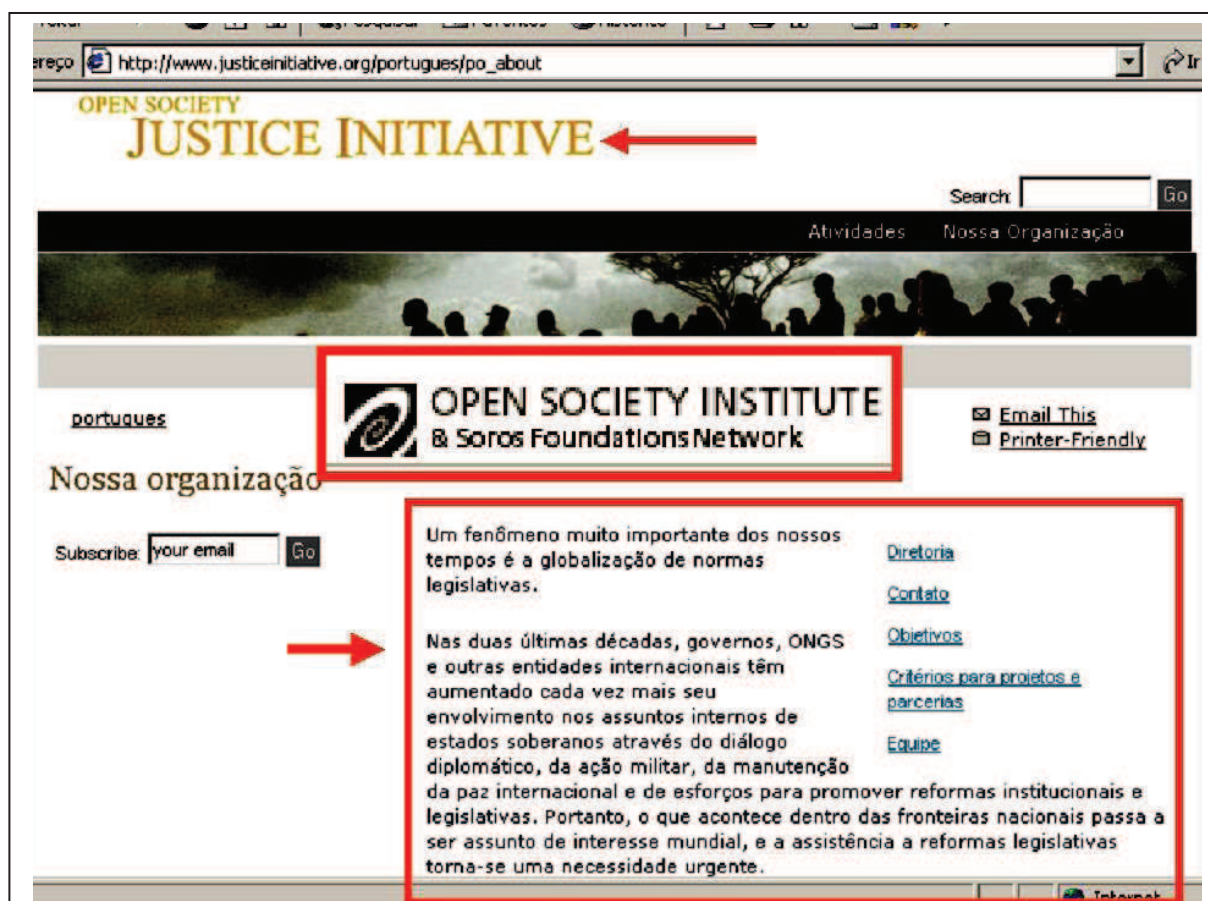 http://www.justiceinitiative.org/portugues/po_about
Ir
OPEN SOCIETY
JUSTICE INITIATIVE
Search:
Go
Atividades Nossa Organização
OPEN SOCIETY INSTITUTE
& Soros Foundations Network
portugues
Email This
Printer-Friendly
Nossa organização
Subscribe: your email Go
Um fenômeno muito importante dos nossos
tempos é a globalização de normas
legislativas.
Nas duas últimas décadas, governos, ONGS
e outras entidades internacionais têm
aumentado cada vez mais seu
envolvimento nos assuntos internos de
estados soberanos através do diálogo
diplomático, da ação militar, da manutenção
da paz internacional e de esforços para promover reformas institucionais e
legislativas. Portanto, o que acontece dentro das fronteiras nacionais passa a
ser assunto de interesse mundial, e a assistência a reformas legislativas
torna-se uma necessidade urgente.
Diretoria
Contato
Objetivos
Critérios para projetos e
parcerias
Equipe
Internet